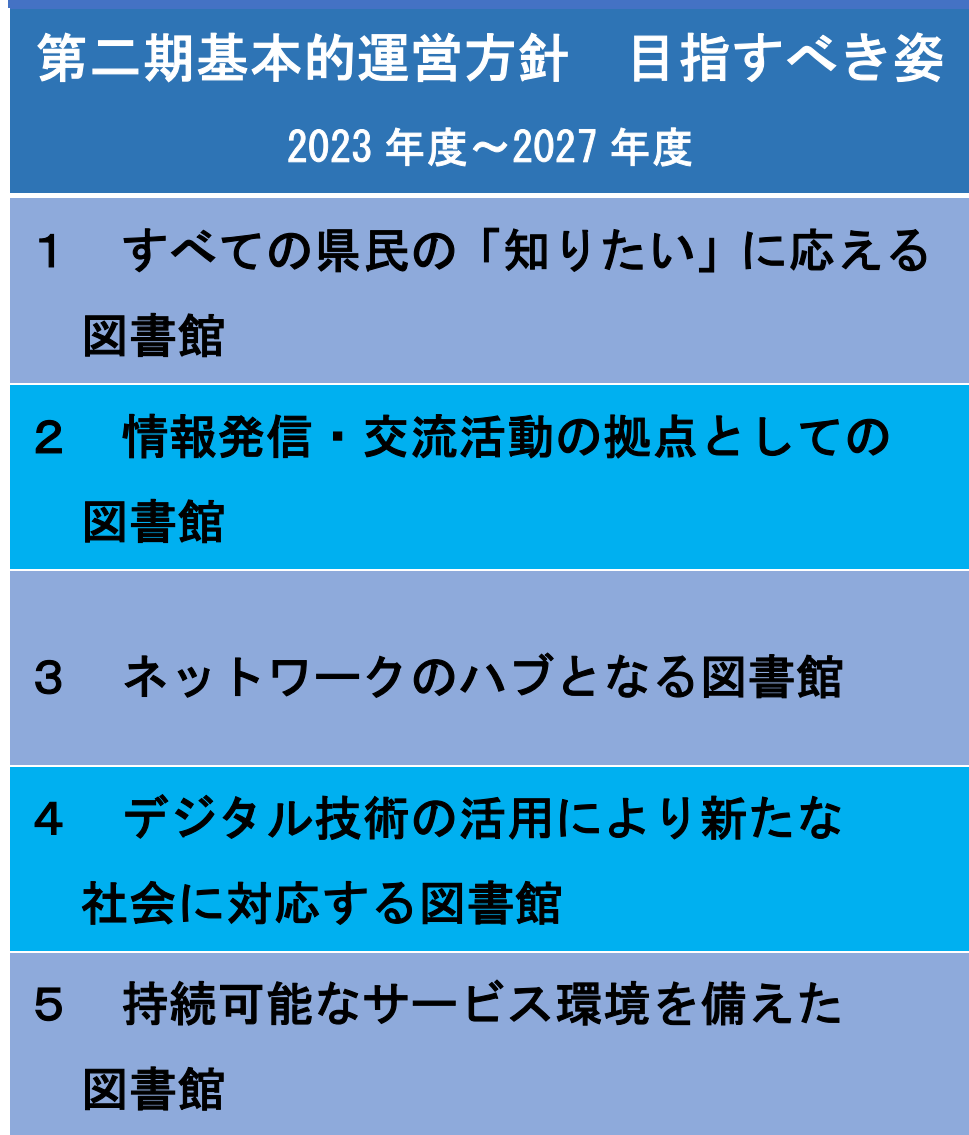 第二期基本的運営方針　目指すべき姿
2023 年度～2027 年度
１　すべての県民の「知りたい」に応える
図書館
２　情報発信・交流活動の拠点としての
図書館
３　ネットワークのハブとなる図書館
４　デジタル技術の活用により新たな
社会に対応する図書館
５　持続可能なサービス環境を備えた
図書館